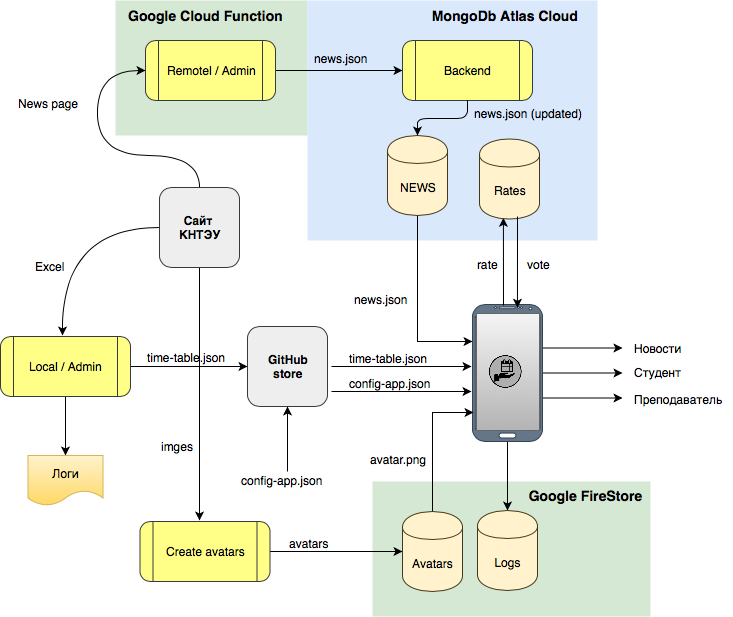 Google Cloud Function
MongoDb Atlas Cloud
Remotel / Admin
news.json
Backend
News page
news.json (updated)
NEWS
Rates
Сайт
КНТЭУ
Excel
rate
vote
news.json
Local / Admin
time-table.json
GitHub
store
time-table.json
config-app.json
Новости
Студент
Преподаватель
imges
avatar.png
Логи
config-app.json
Google FireStore
Create avatars
avatars
Avatars
Logs